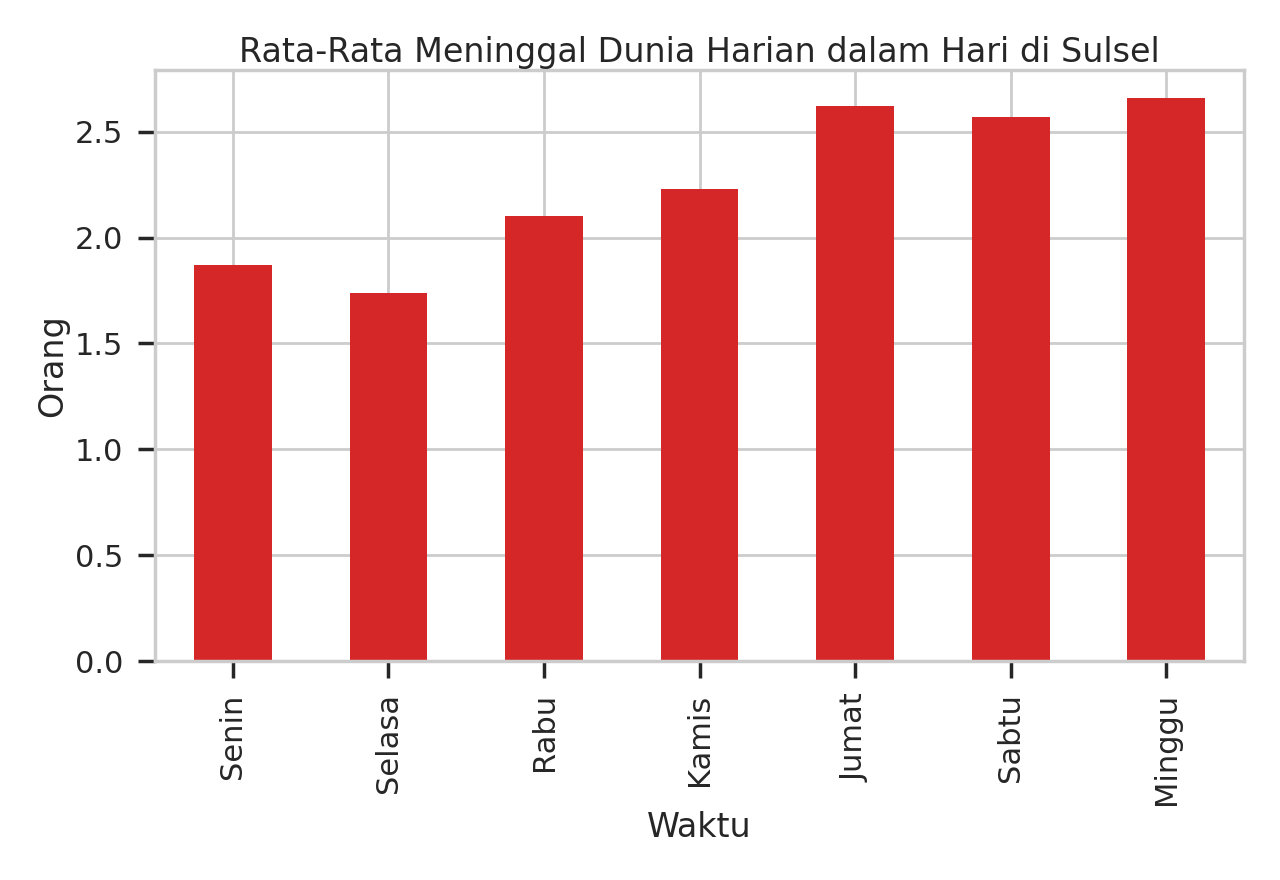 Rata-Rata Meninggal Dunia Harian dalam Hari di Sulsel
2.5
2.0
1.5
1.0
0.5
0.0
Orang
Senin
Selasa
Rabu
Kamis
Jumat
Sabtu
Minggu
Waktu